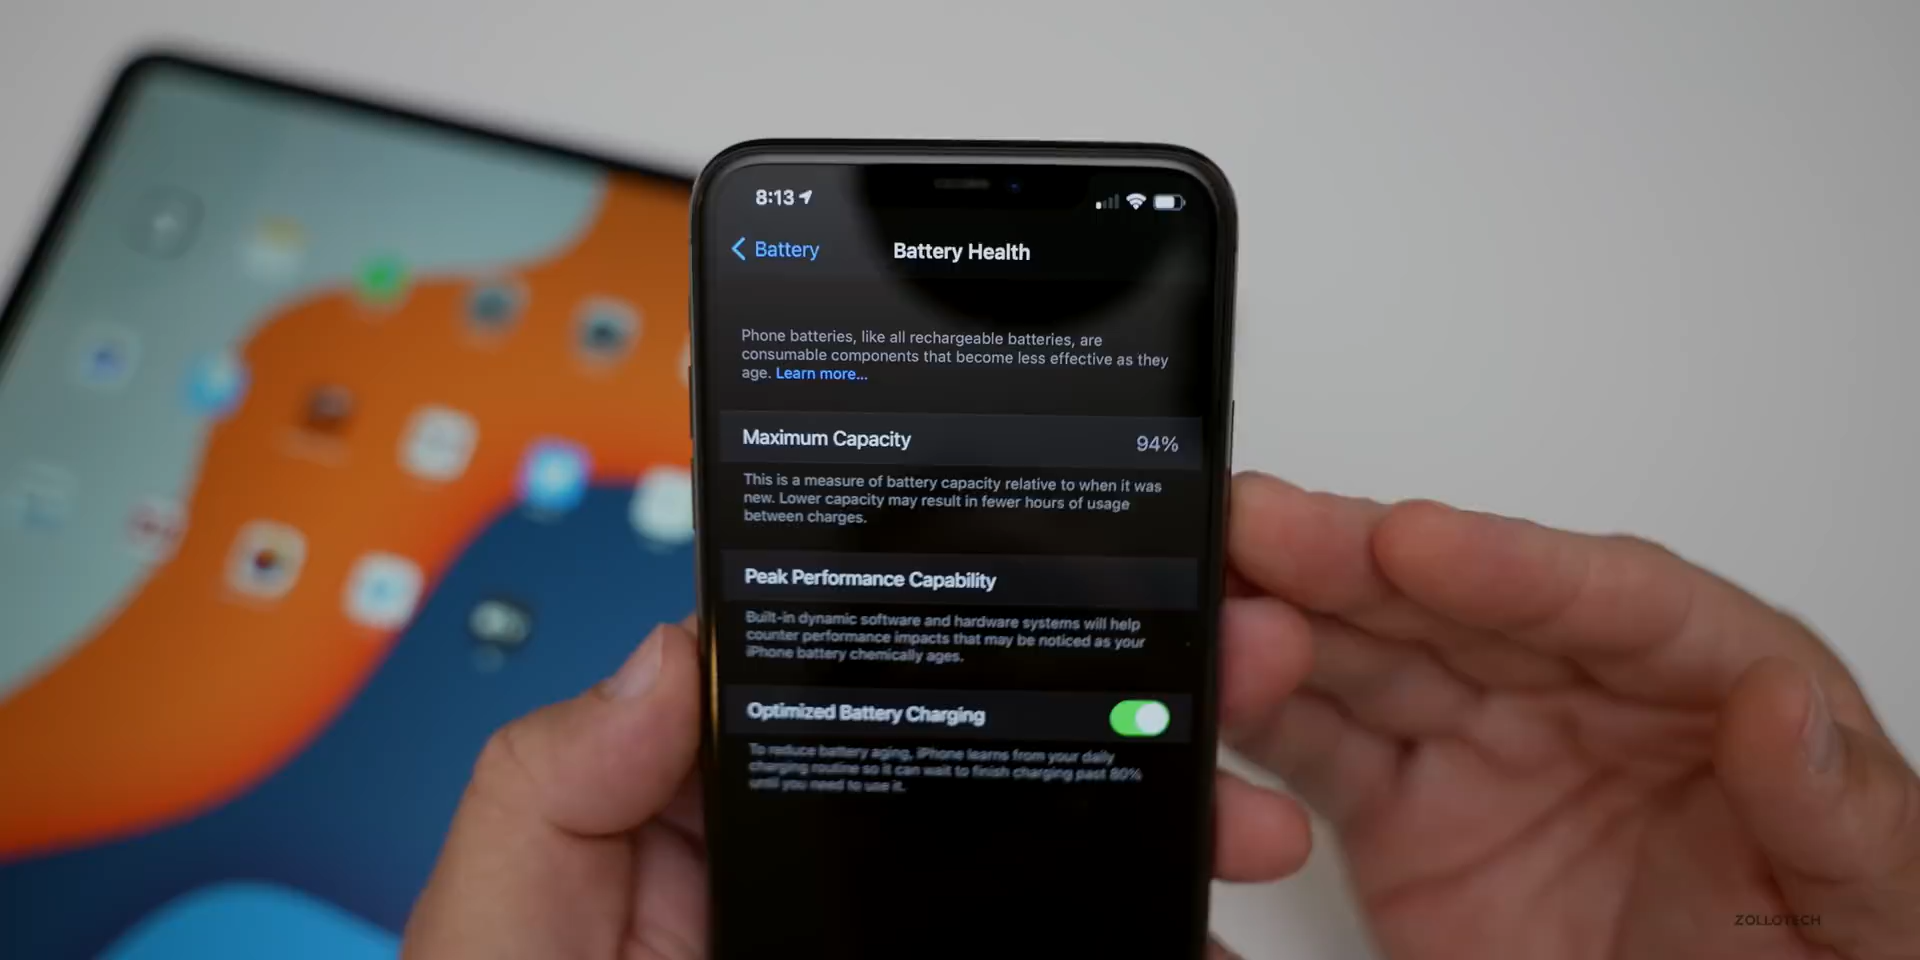 8:13
Battery
Battery Health
Phone batteries, like all rechargeable batteries, are
consumable components that become less effective as they
age. Learn more...
Maximum Capacity 94%
This is a measure of battery capacity relative to when it was
new. Lower capacity may result in fewer hours of usage
between charges.
Peak Performance Capability
Built-in dynamic software and hardware systems will help
counter performance impacts that may be noticed as your
iPhone battery chemically ages.
Optimized Battery Charging
To reduce battery aging, iPhone learns from your daily
charging routine so it can wait to finish charging past 80%
until you need to use it.
ZOLLOTECH